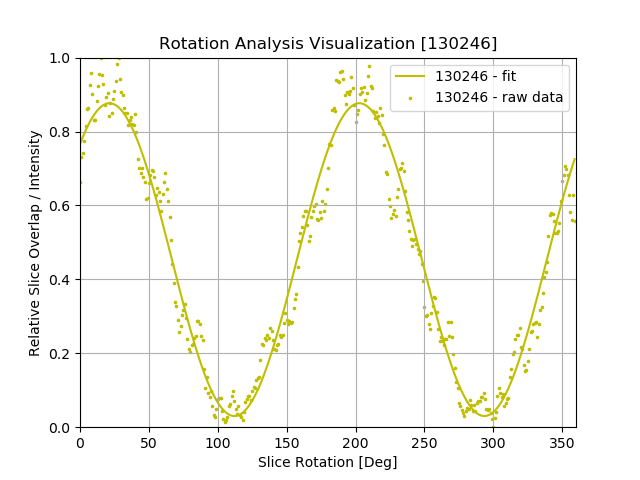 Rotation Analysis Visualization [130246]
130246 - fit
130246 - raw data
Relative Slice Overlap / Intensity
1.0
0.8
0.6
0.4
0.2
0.0
0 50 100 150 200 250 300 350
Slice Rotation [Deg]